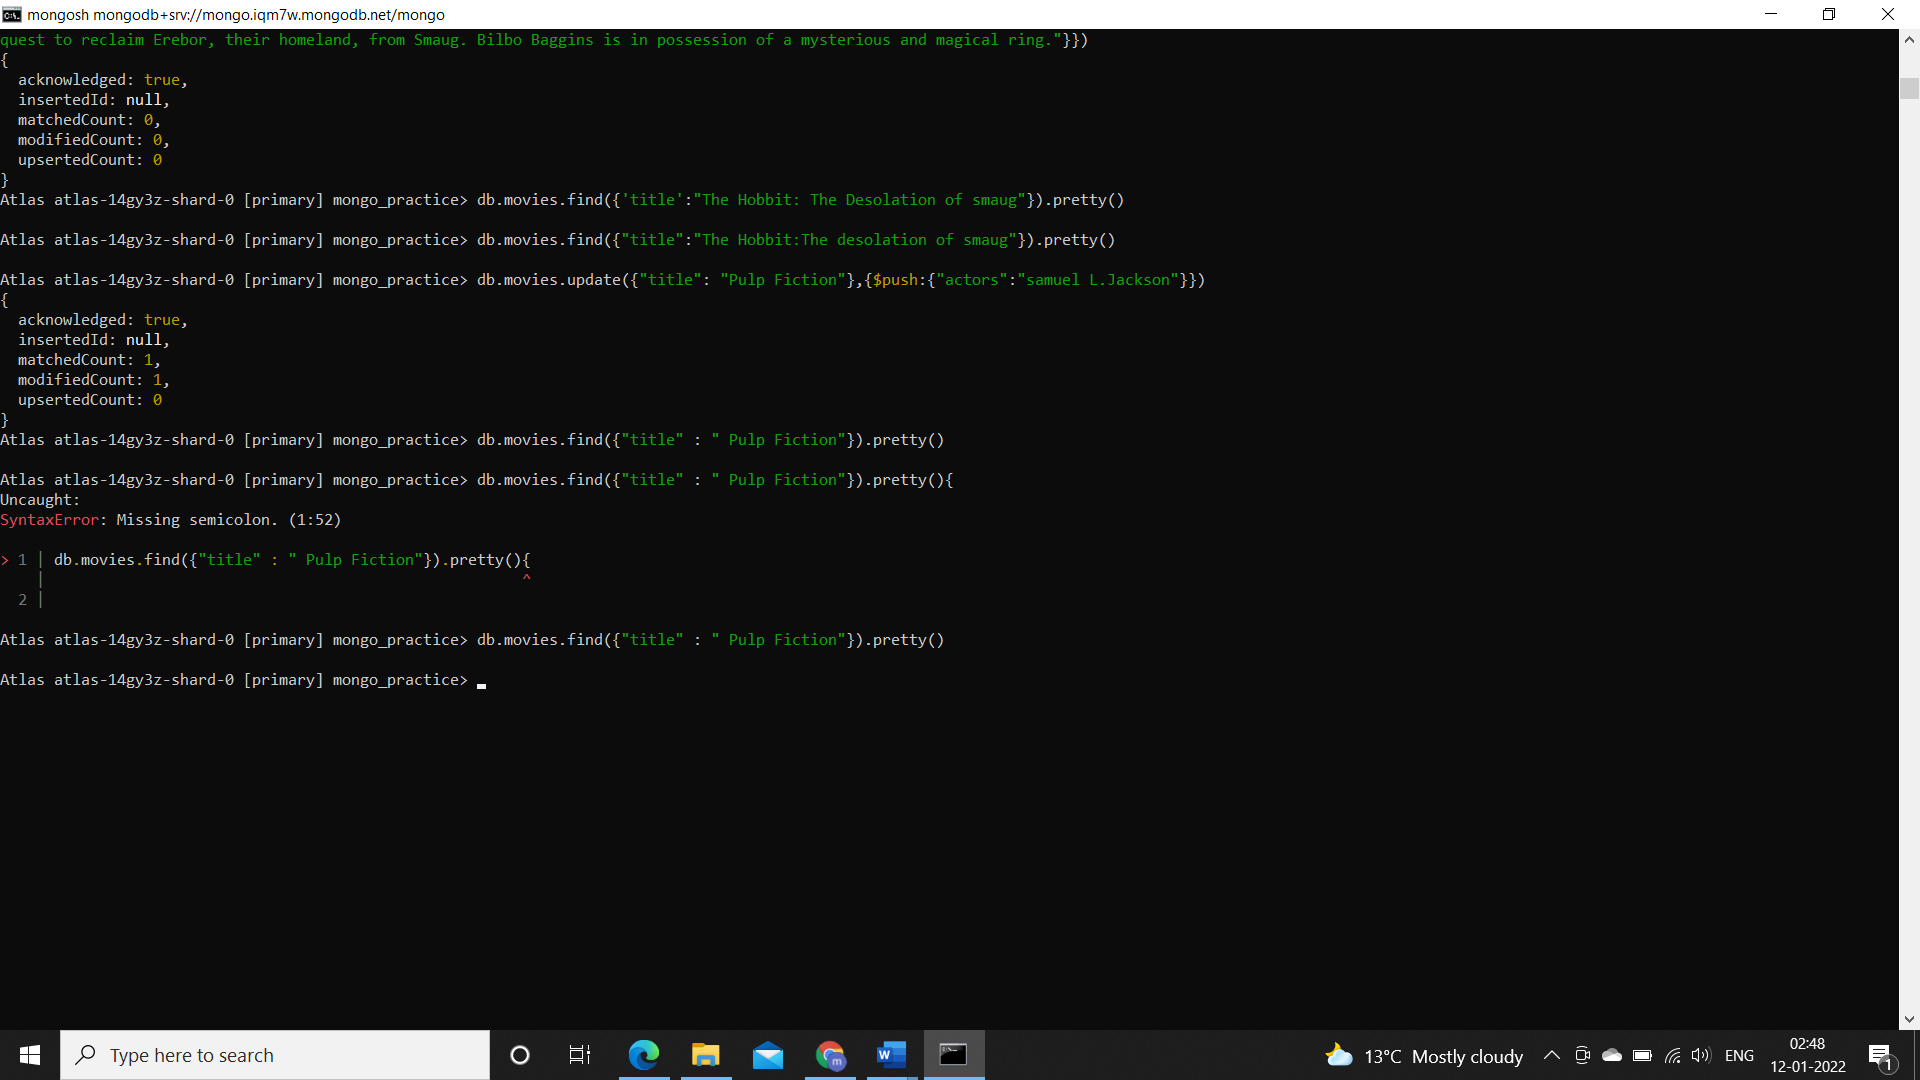 mongosh mongodb+srv://mongo.iqm7w.mongodb.net/mongo
quest to reclaim Erebor, their homeland, from Smaug. Bilbo Baggins is in possession of a mysterious and magical ring."}})
{
  acknowledged: true,
  insertedId: null,
  matchedCount: 0,
  modifiedCount: 0,
  upsertedCount: 0
}
Atlas atlas-14gy3z-shard-0 [primary] mongo_practice> db.movies.find({'title':"The Hobbit: The Desolation of smaug"}).pretty()
Atlas atlas-14gy3z-shard-0 [primary] mongo_practice> db.movies.find({"title":"The Hobbit:The desolation of smaug"}).pretty()
Atlas atlas-14gy3z-shard-0 [primary] mongo_practice> db.movies.update({"title": "Pulp Fiction"},{$push:{"actors":"samuel L.Jackson"}})
{
  acknowledged: true,
  insertedId: null,
  matchedCount: 1,
  modifiedCount: 1,
  upsertedCount: 0
}
Atlas atlas-14gy3z-shard-0 [primary] mongo_practice> db.movies.find({"title" : " Pulp Fiction"}).pretty()
Atlas atlas-14gy3z-shard-0 [primary] mongo_practice> db.movies.find({"title" : " Pulp Fiction"}).pretty(){
Uncaught:
SyntaxError: Missing semicolon. (1:52)
> 1 | db.movies.find({"title" : " Pulp Fiction"}).pretty(){
    |                                                     ^
  2 |
Atlas atlas-14gy3z-shard-0 [primary] mongo_practice> db.movies.find({"title" : " Pulp Fiction"}).pretty()
Atlas atlas-14gy3z-shard-0 [primary] mongo_practice>
Type here to search
13°C Mostly cloudy
ENG
02:48
12-01-2022
1